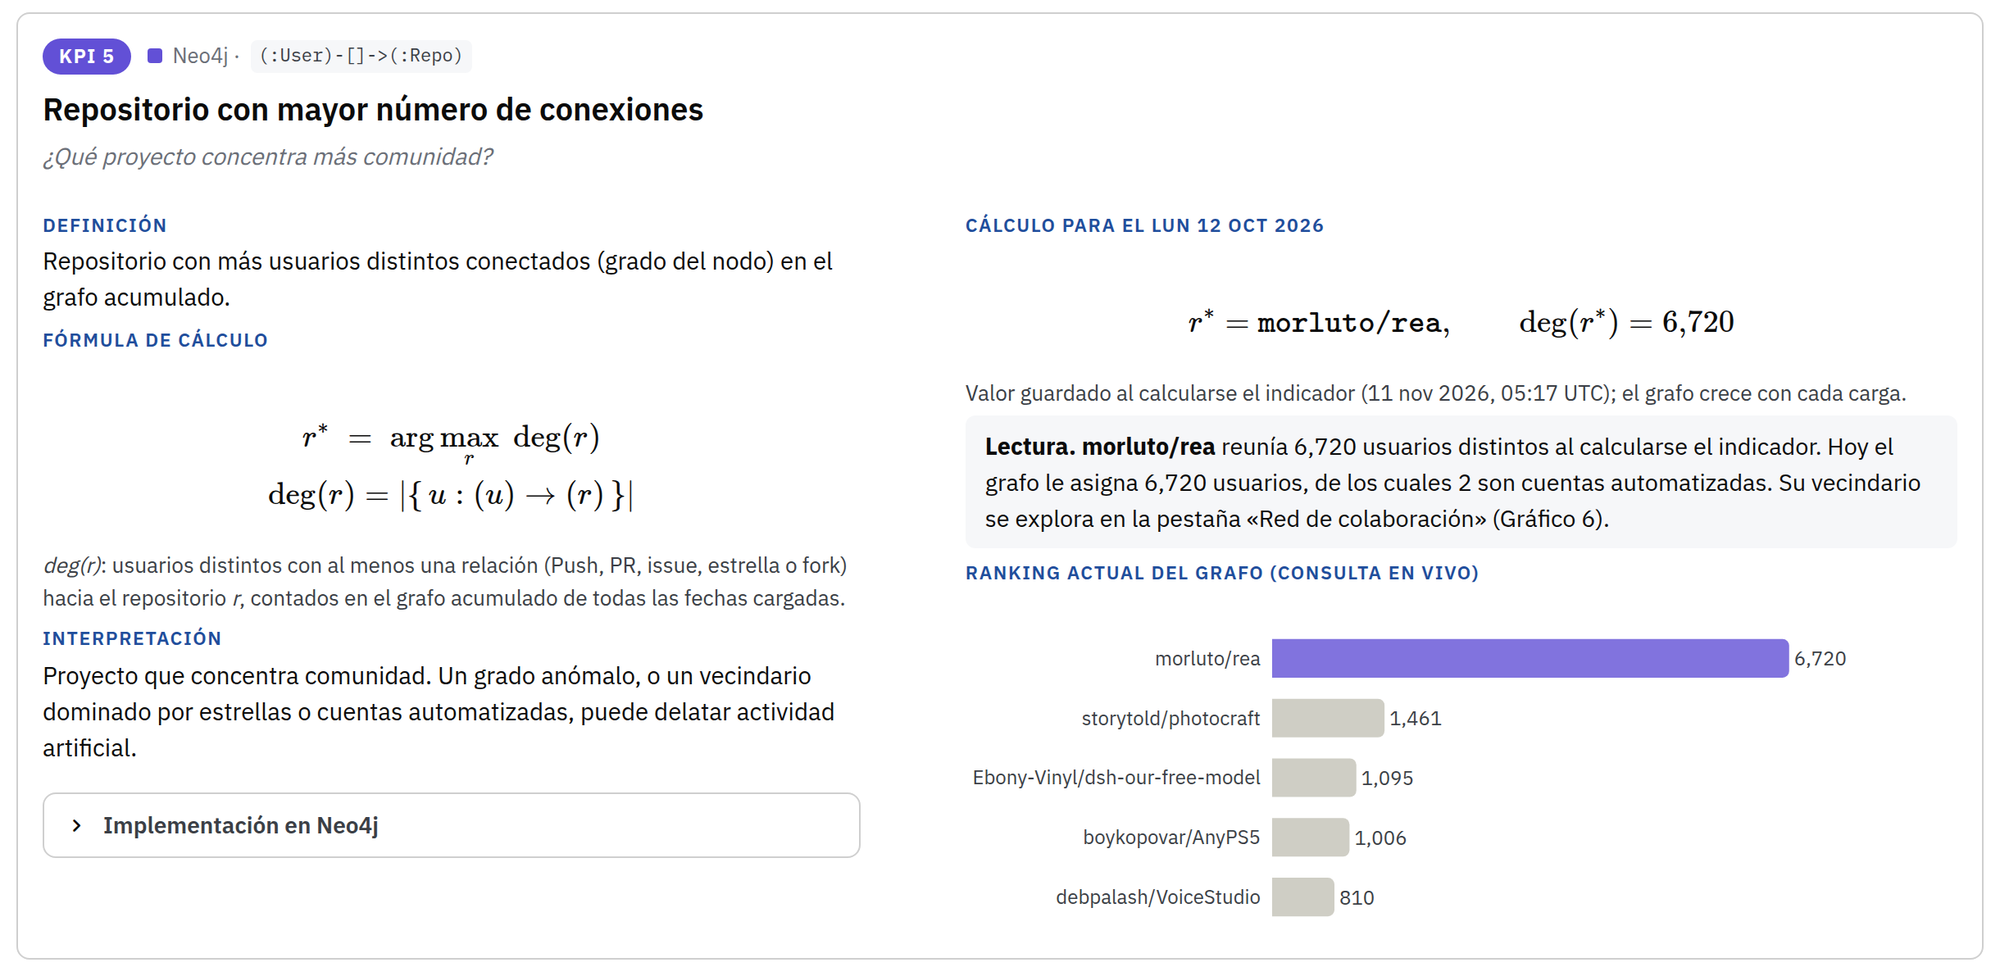 KPI 5 Neo4j · (:User)-[]->(:Repo)
Repositorio con mayor número de conexiones
¿Qué proyecto concentra más comunidad?
DEFINICIÓN
Repositorio con más usuarios distintos conectados (grado del nodo) en el
grafo acumulado.
FÓRMULA DE CÁLCULO
r* = arg max deg(r)
r
deg(r) = |{ u : (u) → (r) }|
deg(r): usuarios distintos con al menos una relación (Push, PR, issue, estrella o fork)
hacia el repositorio r, contados en el grafo acumulado de todas las fechas cargadas.
INTERPRETACIÓN
Proyecto que concentra comunidad. Un grado anómalo, o un vecindario
dominado por estrellas o cuentas automatizadas, puede delatar actividad
artificial.
Implementación en Neo4j
CÁLCULO PARA EL LUN 12 OCT 2026
r* = morluto/rea, deg(r*) = 6,720
Valor guardado al calcularse el indicador (11 nov 2026, 05:17 UTC); el grafo crece con cada carga.
Lectura. morluto/rea reunía 6,720 usuarios distintos al calcularse el indicador. Hoy el
grafo le asigna 6,720 usuarios, de los cuales 2 son cuentas automatizadas. Su vecindario
se explora en la pestaña «Red de colaboración» (Gráfico 6).
RANKING ACTUAL DEL GRAFO (CONSULTA EN VIVO)
morluto/rea 6,720
storytold/photocraft 1,461
Ebony-Vinyl/dsh-our-free-model 1,095
boykopovar/AnyPS5 1,006
debpalash/VoiceStudio 810